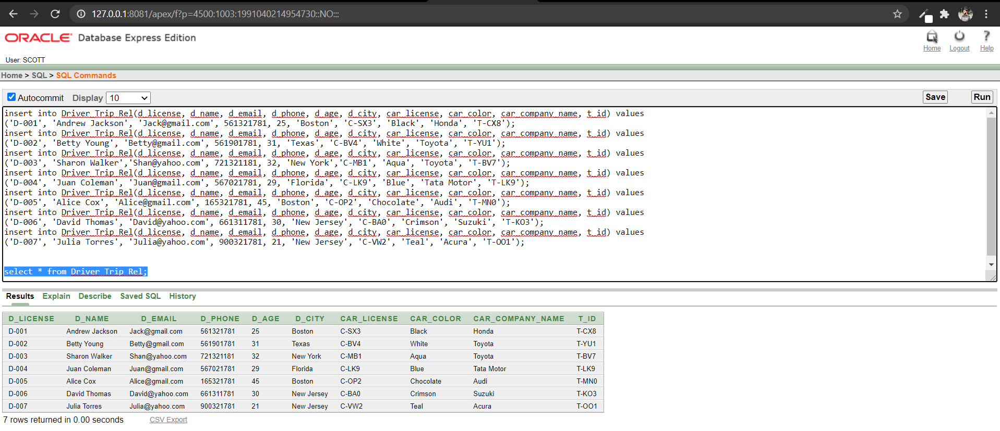 127.0.0.1:8081/apex/f?p=4500:1003:1991040214954730::NO:::
ORACLE® Database Express Edition
Home Logout Help
User: SCOTT
Home > SQL > SQL Commands
Autocommit Display 10 Save Run
insert into Driver_Trip_Rel(d_license, d_name, d_email, d_phone, d_age, d_city, car_license, car_color, car_company_name, t_id) values
('D-001', 'Andrew Jackson', 'Jack@gmail.com', 561321781, 25, 'Boston', 'C-SX3', 'Black', 'Honda', 'T-CX8');
insert into Driver_Trip_Rel(d_license, d_name, d_email, d_phone, d_age, d_city, car_license, car_color, car_company_name, t_id) values
('D-002', 'Betty Young', 'Betty@gmail.com', 561901781, 31, 'Texas', 'C-BV4', 'White', 'Toyota', 'T-YU1');
insert into Driver_Trip_Rel(d_license, d_name, d_email, d_phone, d_age, d_city, car_license, car_color, car_company_name, t_id) values
('D-003', 'Sharon Walker','Shan@yahoo.com', 721321181, 32, 'New York','C-MB1', 'Aqua', 'Toyota', 'T-BV7');
insert into Driver_Trip_Rel(d_license, d_name, d_email, d_phone, d_age, d_city, car_license, car_color, car_company_name, t_id) values
('D-004', 'Juan Coleman', 'Juan@gmail.com', 567021781, 29, 'Florida', 'C-LK9', 'Blue', 'Tata Motor', 'T-LK9');
insert into Driver_Trip_Rel(d_license, d_name, d_email, d_phone, d_age, d_city, car_license, car_color, car_company_name, t_id) values
('D-005', 'Alice Cox', 'Alice@gmail.com', 165321781, 45, 'Boston', 'C-OP2', 'Chocolate', 'Audi', 'T-MN0');
insert into Driver_Trip_Rel(d_license, d_name, d_email, d_phone, d_age, d_city, car_license, car_color, car_company_name, t_id) values
('D-006', 'David Thomas', 'David@yahoo.com', 661311781, 30, 'New Jersey', 'C-BA0', 'Crimson', 'Suzuki', 'T-KO3');
insert into Driver_Trip_Rel(d_license, d_name, d_email, d_phone, d_age, d_city, car_license, car_color, car_company_name, t_id) values
('D-007', 'Julia Torres', 'Julia@yahoo.com', 900321781, 21, 'New Jersey', 'C-VW2', 'Teal', 'Acura', 'T-OO1');
select * from Driver_Trip_Rel;
Results Explain Describe Saved SQL History
D_LICENSE D_NAME D_EMAIL D_PHONE D_AGE D_CITY CAR_LICENSE CAR_COLOR CAR_COMPANY_NAME T_ID
D-001 Andrew Jackson Jack@gmail.com 561321781 25 Boston C-SX3 Black Honda T-CX8
D-002 Betty Young Betty@gmail.com 561901781 31 Texas C-BV4 White Toyota T-YU1
D-003 Sharon Walker Shan@yahoo.com 721321181 32 New York C-MB1 Aqua Toyota T-BV7
D-004 Juan Coleman Juan@gmail.com 567021781 29 Florida C-LK9 Blue Tata Motor T-LK9
D-005 Alice Cox Alice@gmail.com 165321781 45 Boston C-OP2 Chocolate Audi T-MN0
D-006 David Thomas David@yahoo.com 661311781 30 New Jersey C-BA0 Crimson Suzuki T-KO3
D-007 Julia Torres Julia@yahoo.com 900321781 21 New Jersey C-VW2 Teal Acura T-OO1
7 rows returned in 0.00 seconds CSV Export